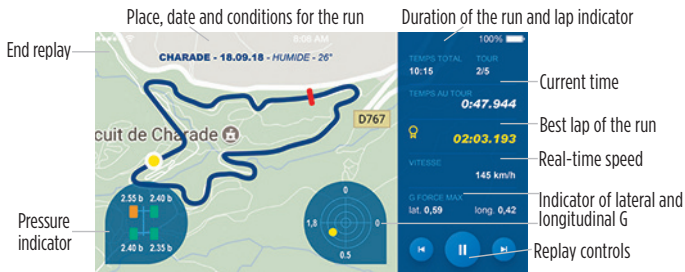 Place, date and conditions for the run
Duration of the run and lap indicator
End replay
9:00 AM
100%
CHARADE - 18.09.18 - HUMIDE - 26°
TEMPS TOTAL TOUR
10:15 2/5
Current time
TEMPS AU TOUR
0:47.944
D767
cuit de Charade
Best lap of the run
02:03.193
Real-time speed
VITESSE
145 km/h
2.55 b 2.40 b
2.40 b 2.35 b
Pressure
indicator
0
1,8
0
0.5
G FORCE MAX
lat. 0,59 long. 0,42
Indicator of lateral and
longitudinal G
Replay controls